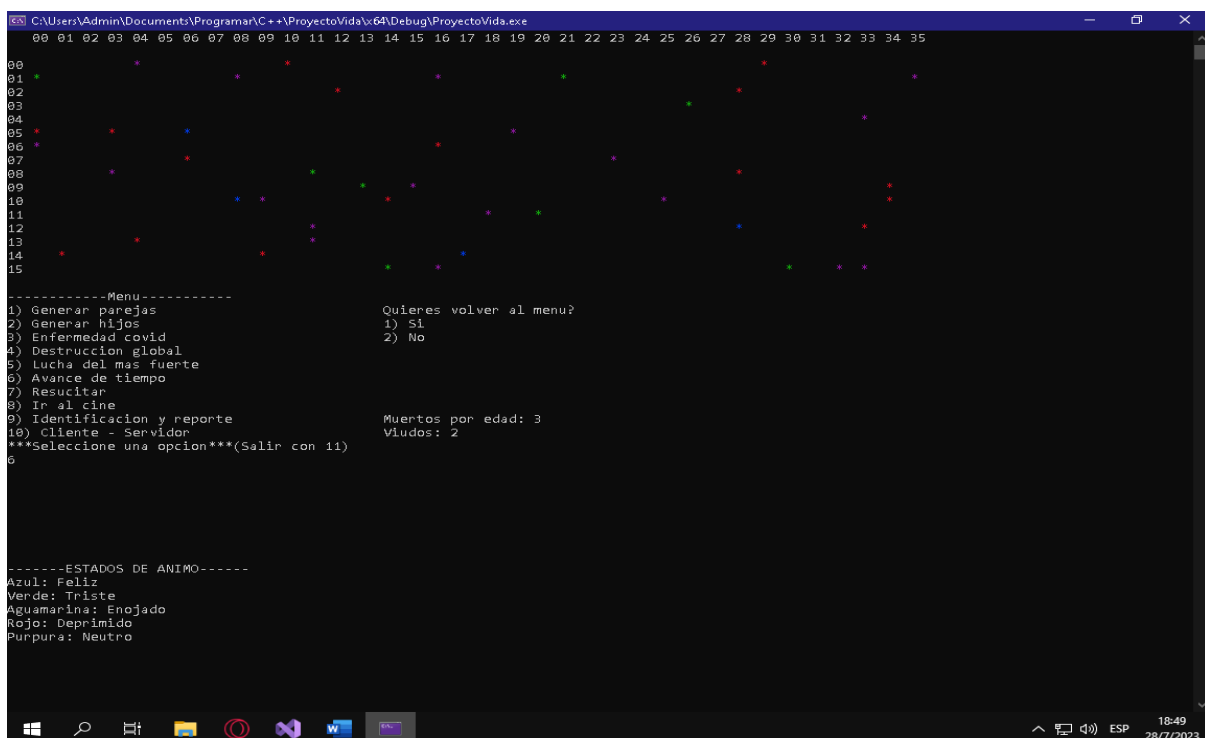 C:\Users\Admin\Documents\Programar\C++\ProyectoVida\x64\Debug\ProyectoVida.exe
00 01 02 03 04 05 06 07 08 09 10 11 12 13 14 15 16 17 18 19 20 21 22 23 24 25 26 27 28 29 30 31 32 33 34 35
00 * * *
01 * * * * *
02 * *
03 *
04 *
05 * * * *
06 * *
07 * *
08 * * *
09 * * *
10 * * * * *
11 * *
12 * * *
13 * *
14 * * *
15 * * * * *
------------Menu-----------
1) Generar parejas Quieres volver al menu?
2) Generar hijos 1) Si
3) Enfermedad covid 2) No
4) Destruccion global
5) Lucha del mas fuerte
6) Avance de tiempo
7) Resucitar
8) Ir al cine
9) Identificacion y reporte Muertos por edad: 3
10) Cliente - Servidor Viudos: 2
***Seleccione una opcion***(Salir con 11)
6
-------ESTADOS DE ANIMO------
Azul: Feliz
Verde: Triste
Aguamarina: Enojado
Rojo: Deprimido
Purpura: Neutro
ESP
18:49
28/7/2023